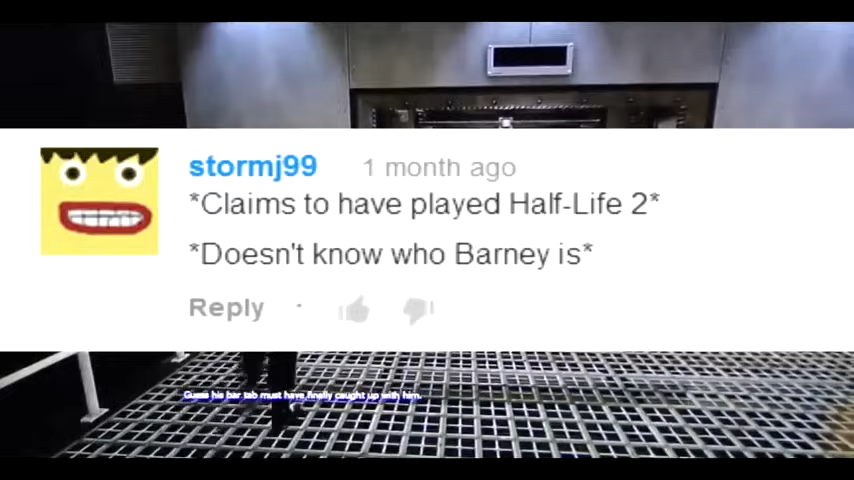 stormj99 1 month ago
*Claims to have played Half-Life 2*
*Doesn't know who Barney is*
Reply ·
Guess his bar tab must have finally caught up with him.